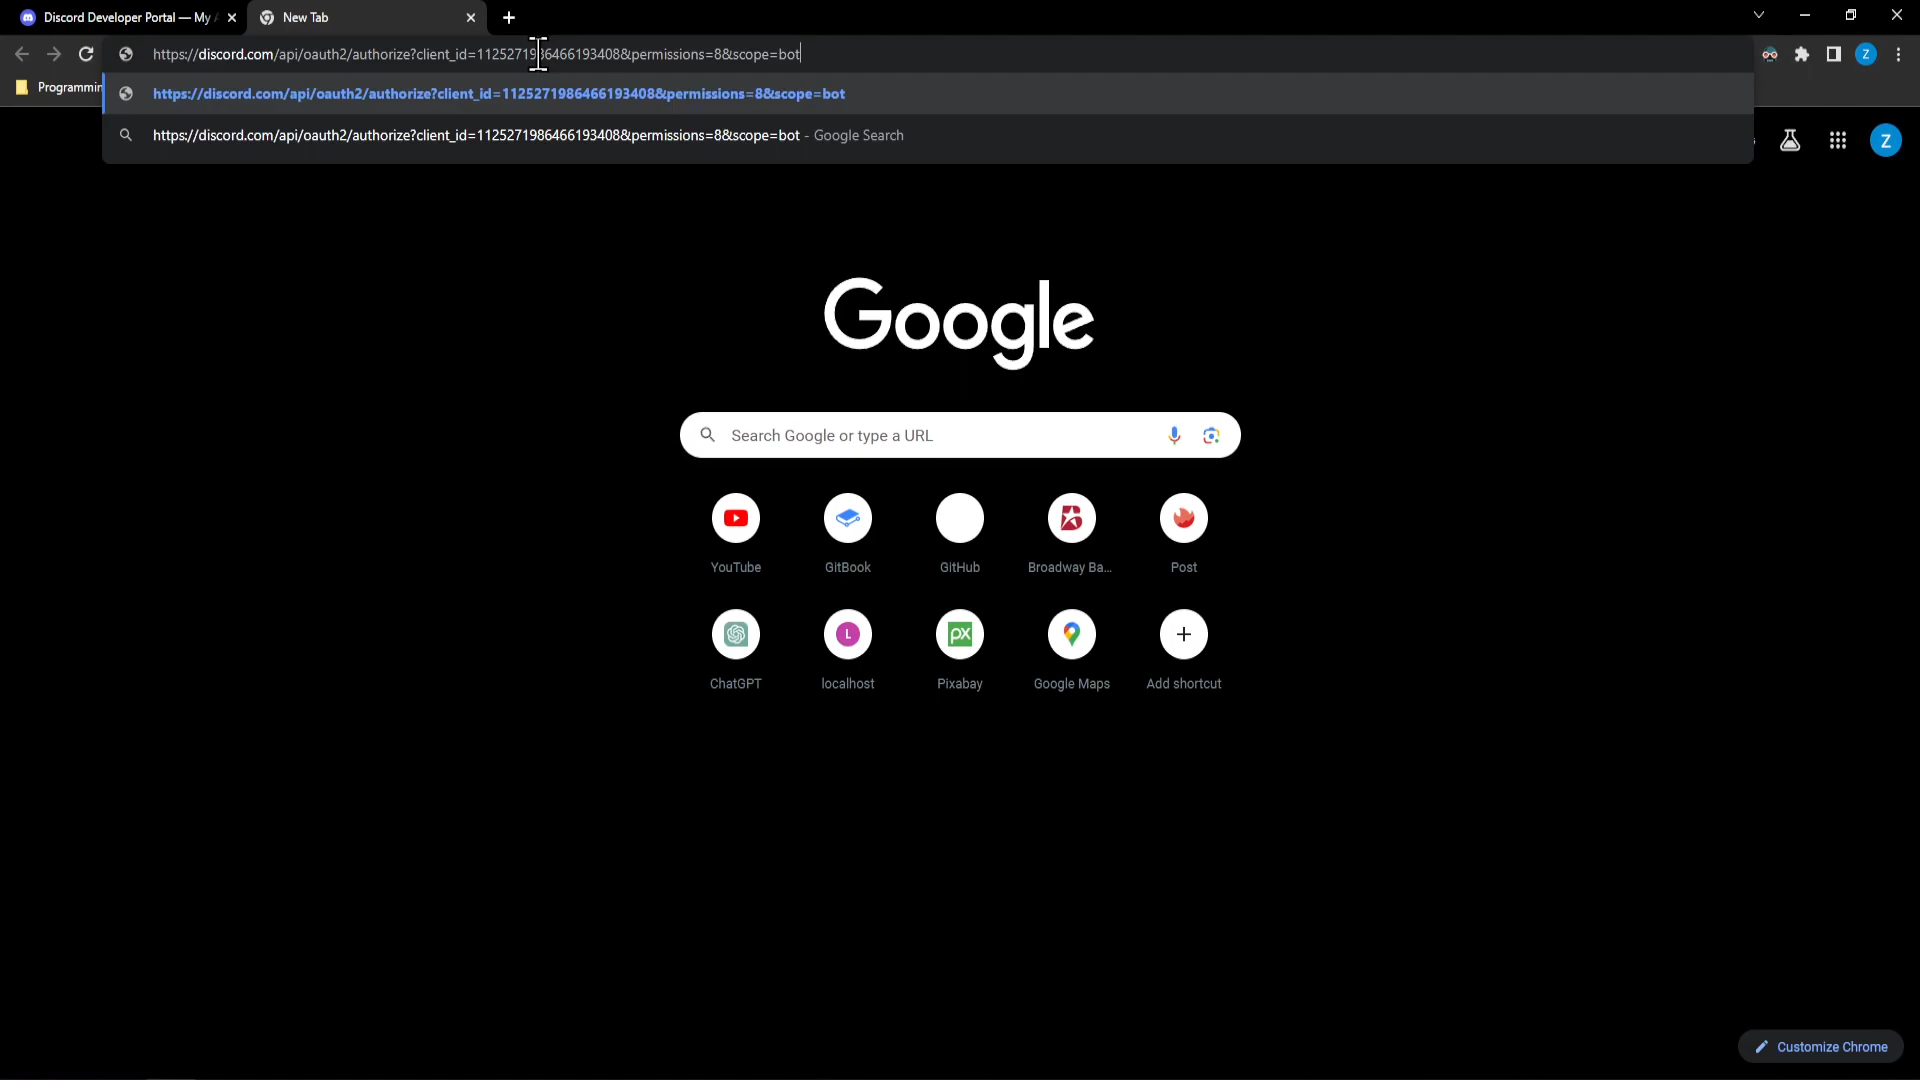 Discord Developer Portal — My A
New Tab
https://discord.com/api/oauth2/authorize?client_id=1125271986466193408&permissions=8&scope=bot
Programmin
https://discord.com/api/oauth2/authorize?client_id=1125271986466193408&permissions=8&scope=bot
https://discord.com/api/oauth2/authorize?client_id=1125271986466193408&permissions=8&scope=bot - Google Search
Z
Z
Google
Search Google or type a URL
YouTube
GitBook
GitHub
Broadway Ba...
Post
L
px
ChatGPT
localhost
Pixabay
Google Maps
Add shortcut
Customize Chrome